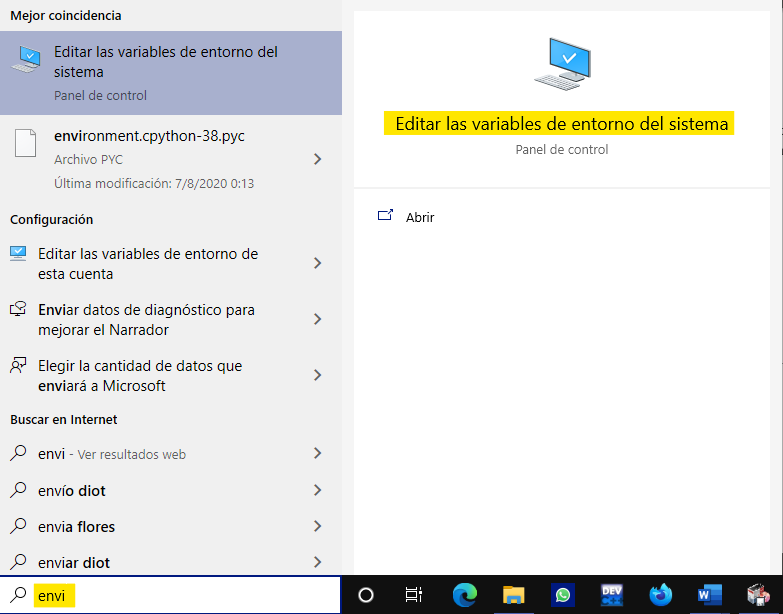 Mejor coincidencia
Editar las variables de entorno del
sistema
Panel de control
environment.cpython-38.pyc
Archivo PYC
Última modificación: 7/8/2020 0:13
Configuración
Editar las variables de entorno de
esta cuenta
Enviar datos de diagnóstico para
mejorar el Narrador
Elegir la cantidad de datos que
enviará a Microsoft
Buscar en Internet
envi - Ver resultados web
envío diot
envia flores
enviar diot
envi
Editar las variables de entorno del sistema
Panel de control
Abrir
DEV
W